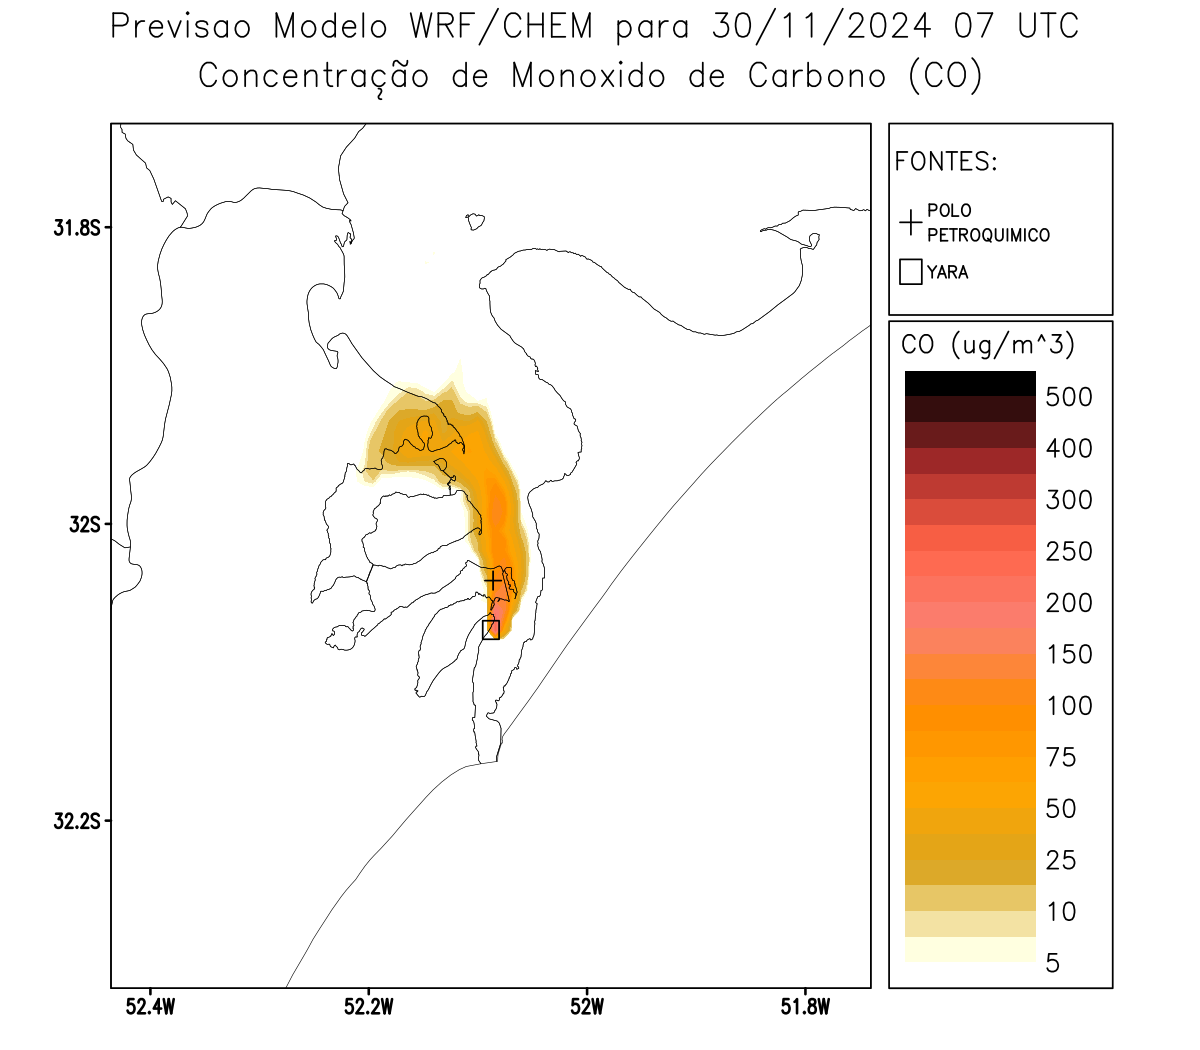 Previsao Modelo WRF/CHEM para 30/11/2024 07 UTC
Concentração de Monoxido de Carbono (CO)
FONTES:
POLO
PETROQUIMICO
YARA
31.8S
32S
32.2S
52.4W
52.2W
52W
51.8W
CO (ug/m^3)
500
400
300
250
200
150
100
75
50
25
10
5